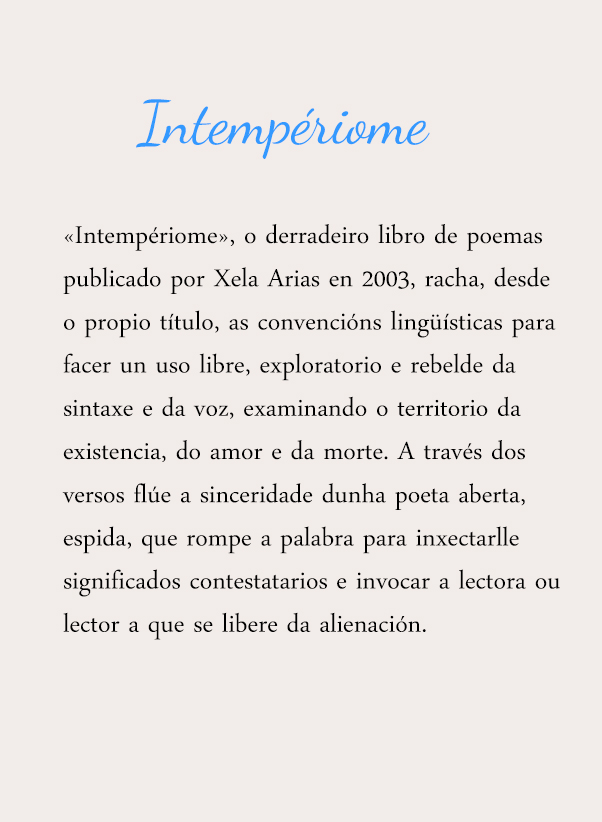 Intempériome
«Intempériome», o derradeiro libro de poemas
publicado por Xela Arias en 2003, racha, desde
o propio título, as convencións lingüísticas para
facer un uso libre, exploratorio e rebelde da
sintaxe e da voz, examinando o territorio da
existencia, do amor e da morte. A través dos
versos flúe a sinceridade dunha poeta aberta,
espida, que rompe a palabra para inxectarlle
significados contestatarios e invocar a lectora ou
lector a que se libere da alienación.